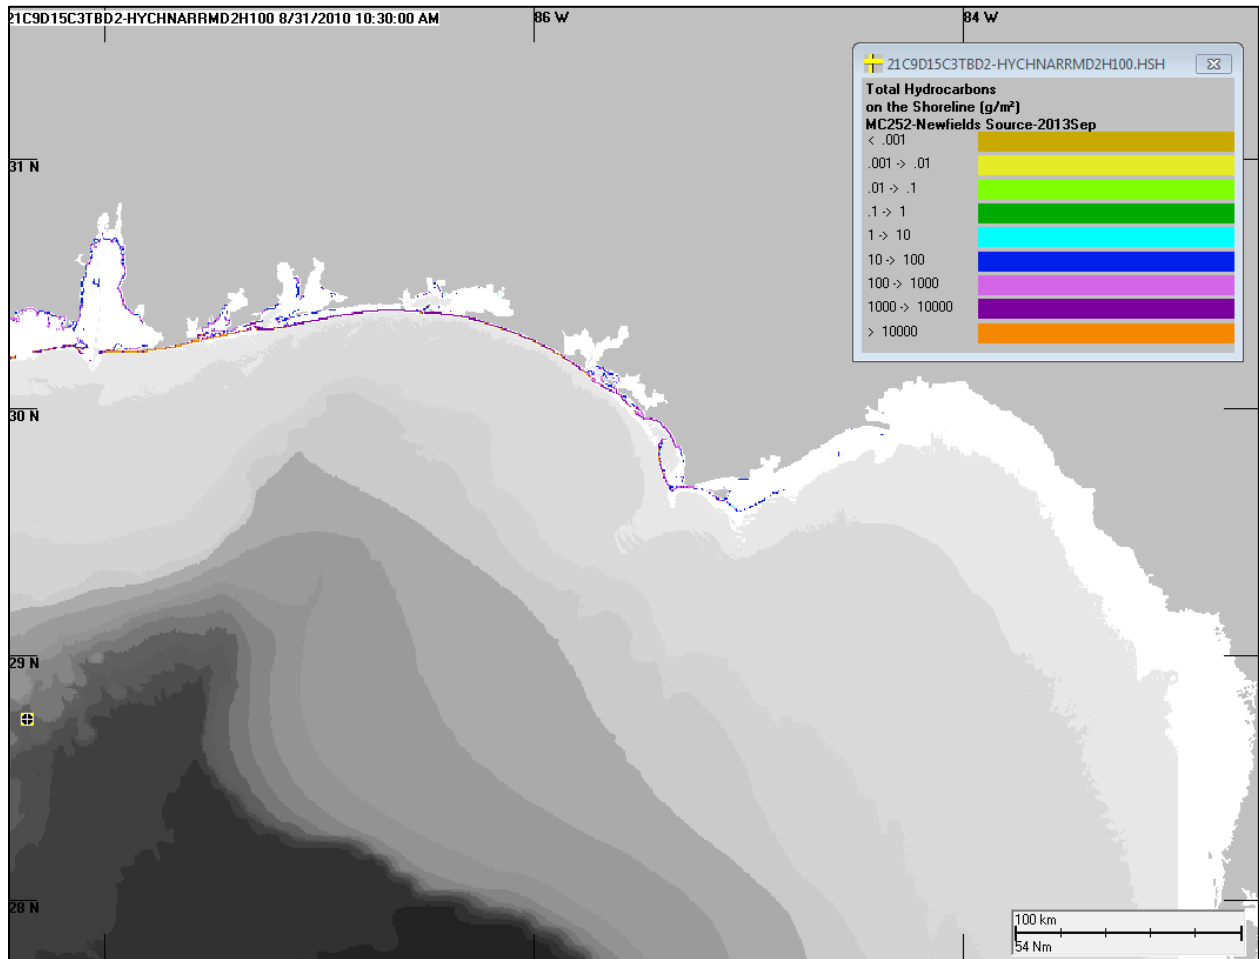 21C9D15C3TBD2-HYCHNARRMD2H100 8/31/2010 10:30:00 AM
86 W
84 W
21C9D15C3TBD2-HYCHNARRMD2H100.HSH
Total Hydrocarbons
on the Shoreline (g/m²)
MC252-Newfields Source-2013Sep
< .001
.001 -> .01
.01 -> .1
.1 -> 1
1 -> 10
10 -> 100
100 -> 1000
1000 -> 10000
> 10000
31 N
30 N
29 N
28 N
100 km
54 Nm